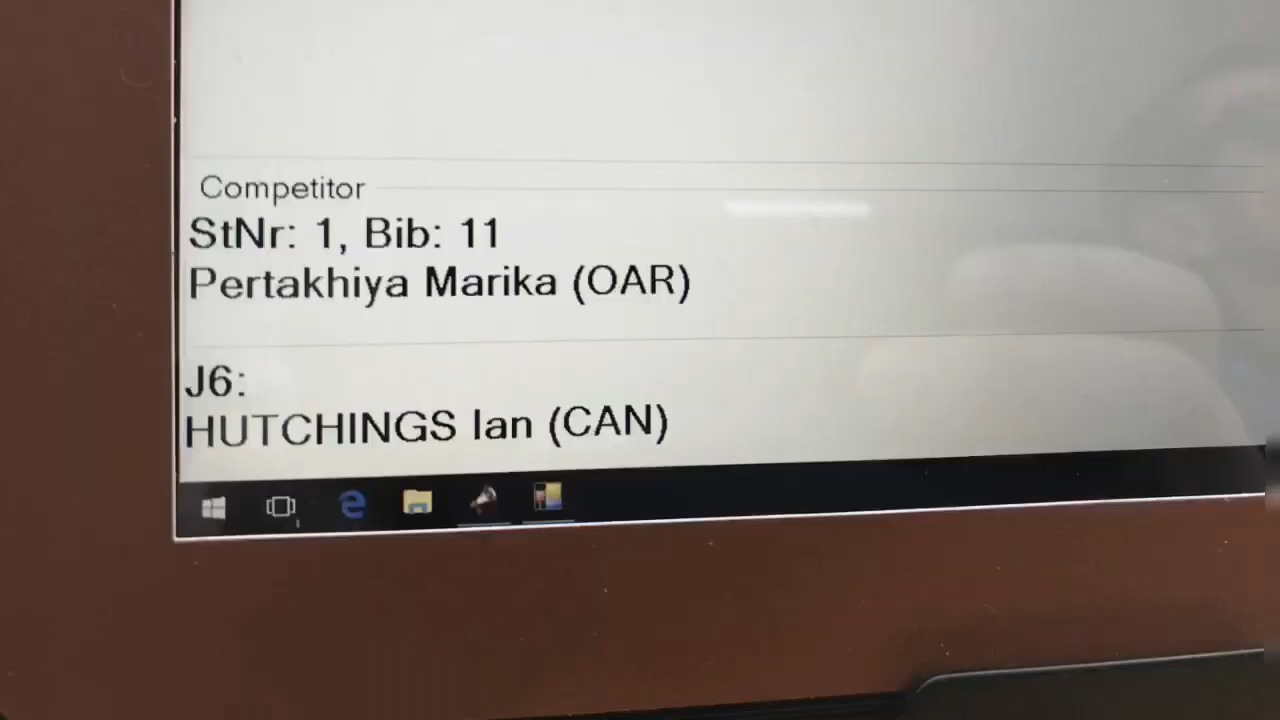 Competitor
StNr: 1, Bib: 11
Pertakhiya Marika (OAR)
J6:
HUTCHINGS Ian (CAN)